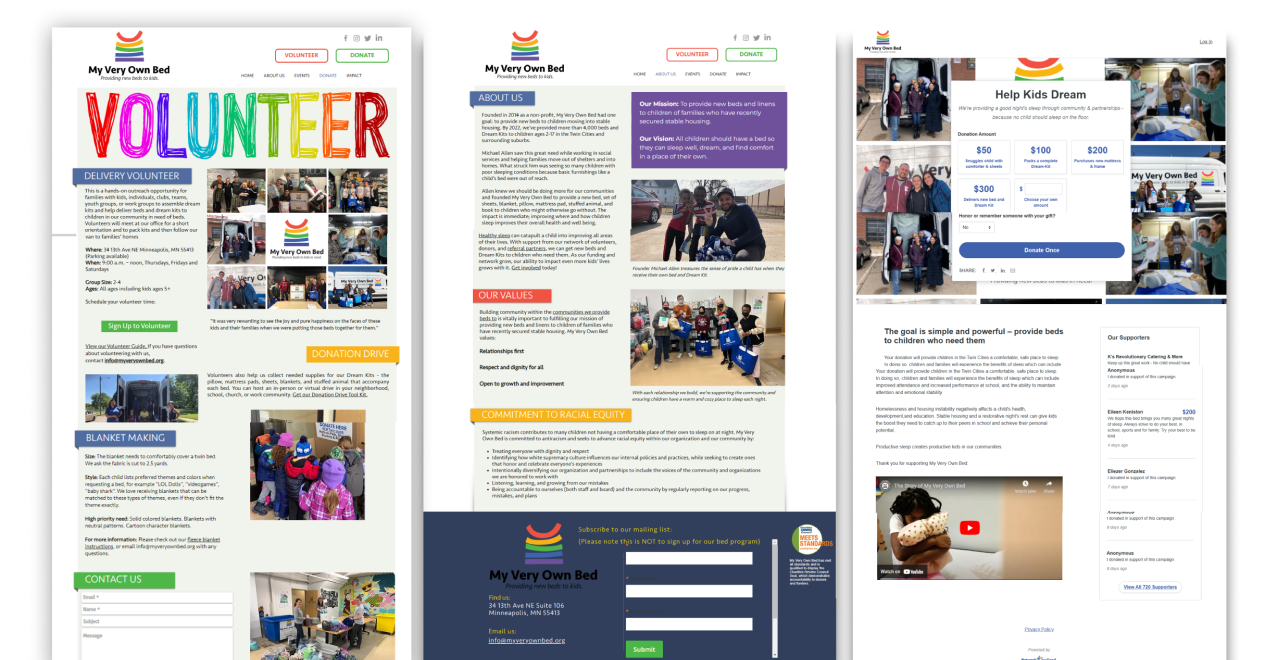 My Very Own Bed
Providing new beds to kids.
VOLUNTEER
DONATE
HOME ABOUT US EVENTS DONATE IMPACT
VOLUNTEER
DELIVERY VOLUNTEER
This is a hands-on outreach opportunity for
families with kids, individuals, clubs, teams,
youth groups, or work groups to assemble dream
kits and help deliver beds and dream kits to
children in our community in need of beds.
Volunteers will meet at our office for a short
orientation and to pack kits and then follow our
van to families' homes
Where: 34 13th Ave NE Minneapolis, MN 55413
(Parking available)
When: 9:00 a.m. – noon, Thursdays, Fridays and
Saturdays
Group Size: 2-4
Ages: All ages including kids ages 5+
Schedule your volunteer time:
Sign Up to Volunteer
My Very Own Bed
"It was very rewarding to see the joy and pure happiness on the faces of these
kids and their families when we were putting those beds together for them."
View our Volunteer Guide. If you have questions
about volunteering with us,
contact info@myveryownbed.org.
DONATION DRIVE
Volunteers also help us collect needed supplies for our Dream Kits - the
pillow, mattress pads, sheets, blankets, and stuffed animal that accompany
each bed. You can host an in-person or virtual drive in your neighborhood,
school, church, or work community. Get our Donation Drive Tool Kit.
BLANKET MAKING
Size: The blanket needs to comfortably cover a twin bed.
We ask the fabric is cut to 2.5 yards.
Style: Each child lists preferred themes and colors when
requesting a bed, for example "LOL Dolls", "videogames",
"baby shark". We love receiving blankets that can be
matched to these types of themes, even if they don't fit the
theme exactly.
High priority need: Solid colored blankets. Blankets with
neutral patterns. Cartoon character blankets.
For more information: Please check out our fleece blanket
instructions, or email info@myveryownbed.org with any
questions.
DONATE HERE
CONTACT US
Email *
Name *
Subject
Message
My Very Own Bed
Providing new beds to kids.
VOLUNTEER
DONATE
HOME ABOUT US EVENTS DONATE IMPACT
ABOUT US
Founded in 2014 as a non-profit, My Very Own Bed had one
goal: to provide new beds to children moving into stable
housing. By 2022, we've provided more than 4,000 beds and
Dream Kits to children ages 2-17 in the Twin Cities and
surrounding suburbs.
Michael Allen saw this great need while working in social
services and helping families move out of shelters and into
homes. What struck him was seeing so many children with
poor sleeping conditions because basic furnishings like a
child's bed were out of reach.
Allen knew we should be doing more for our communities
and founded My Very Own Bed to provide a new bed, set of
sheets, blanket, pillow, mattress pad, stuffed animal, and
book to children who might otherwise go without. The
impact is immediate; improving where and how children
sleep improves their overall health and well being.
Healthy sleep can catapult a child into improving all areas
of their lives. With support from our network of volunteers,
donors, and referral partners, we can get new beds and
Dream Kits to children who need them. As our funding and
network grow, our ability to impact even more kids' lives
grows with it. Get involved today!
Our Mission: To provide new beds and linens
to children of families who have recently
secured stable housing.
Our Vision: All children should have a bed so
they can sleep well, dream, and find comfort
in a place of their own.
Founder Michael Allen treasures the sense of pride a child has when they
receive their own bed and Dream Kit.
OUR VALUES
Building community within the communities we provide
beds to is vitally important to fulfilling our mission of
providing new beds and linens to children of families who
have recently secured stable housing. My Very Own Bed
values:
Relationships first
Respect and dignity for all
Open to growth and improvement
With each relationship we build, we're supporting the community and
ensuring children have a warm and cozy place to sleep each night.
COMMITMENT TO RACIAL EQUITY
Systemic racism contributes to many children not having a comfortable place of their own to sleep on at night. My Very
Own Bed is committed to antiracism and seeks to advance racial equity within our organization and our community by:
• Treating everyone with dignity and respect
• Identifying how white supremacy culture influences our internal policies and practices, while seeking to create ones
that honor and celebrate everyone's experiences
• Intentionally diversifying our organization and partnerships to include the voices of the community and organizations
we are honored to work with
• Listening, learning, and growing from our mistakes
• Being accountable to ourselves (both staff and board) and the community by regularly reporting on our progress,
mistakes, and plans
My Very Own Bed
Providing new beds to kids.
Find us:
34 13th Ave NE Suite 106
Minneapolis, MN 55413
Email us:
info@myveryownbed.org
Subscribe to our mailing list:
(Please note this is NOT to sign up for our bed program)
*
*
Submit
MEETS
STANDARDS
My Very Own Bed has met
all standards and is
qualified to display the
Charities Review Council
Seal, which demonstrates
accountability to donors
and funders.
My Very Own Bed
Log In
Help Kids Dream
We're providing a good night's sleep through community & partnerships -
because no child should sleep on the floor.
Donation Amount
$50
Snuggles child with
comforter & sheets
$100
Packs a complete
Dream-Kit
$200
Purchases new mattress
& frame
$300
Delivers new bed and
Dream Kit
$
Choose your own
amount
Honor or remember someone with your gift?
No
Donate Once
SHARE:
The goal is simple and powerful – provide beds
to children who need them
Your donation will provide children in the Twin Cities a comfortable, safe place to sleep
In doing so, children and families will experience the benefits of sleep which can include
Your donation will provide children in the Twin Cities a comfortable, safe place to sleep
In doing so, children and families will experience the benefits of sleep which can include
improved attendance and increased performance at school, and the ability to maintain
attention and emotional stability
Homelessness and housing instability negatively affects a child's health,
development,and education. Stable housing and a restorative night's rest can give kids
the boost they need to catch up to their peers in school and achieve their personal
potential.
Productive sleep creates productive kids in our communities
Thank you for supporting My Very Own Bed
The Story of My Very Own Bed
Watch later
Share
Watch on YouTube
Our Supporters
K's Revolutionary Catering & More
Keep up the great work - No child should have
Anonymous
I donated in support of this campaign
3 days ago
Eileen Keniston $200
We hope this bed brings you many great nights
of sleep. Always strive to do your best, in
school, sports and for family. Try your best to be
kind
4 days ago
Eliezer Gonzalez
I donated in support of this campaign
7 days ago
Anonymous
I donated in support of this campaign
8 days ago
Anonymous
I donated in support of this campaign
8 days ago
View All 720 Supporters
Privacy Policy
Powered by